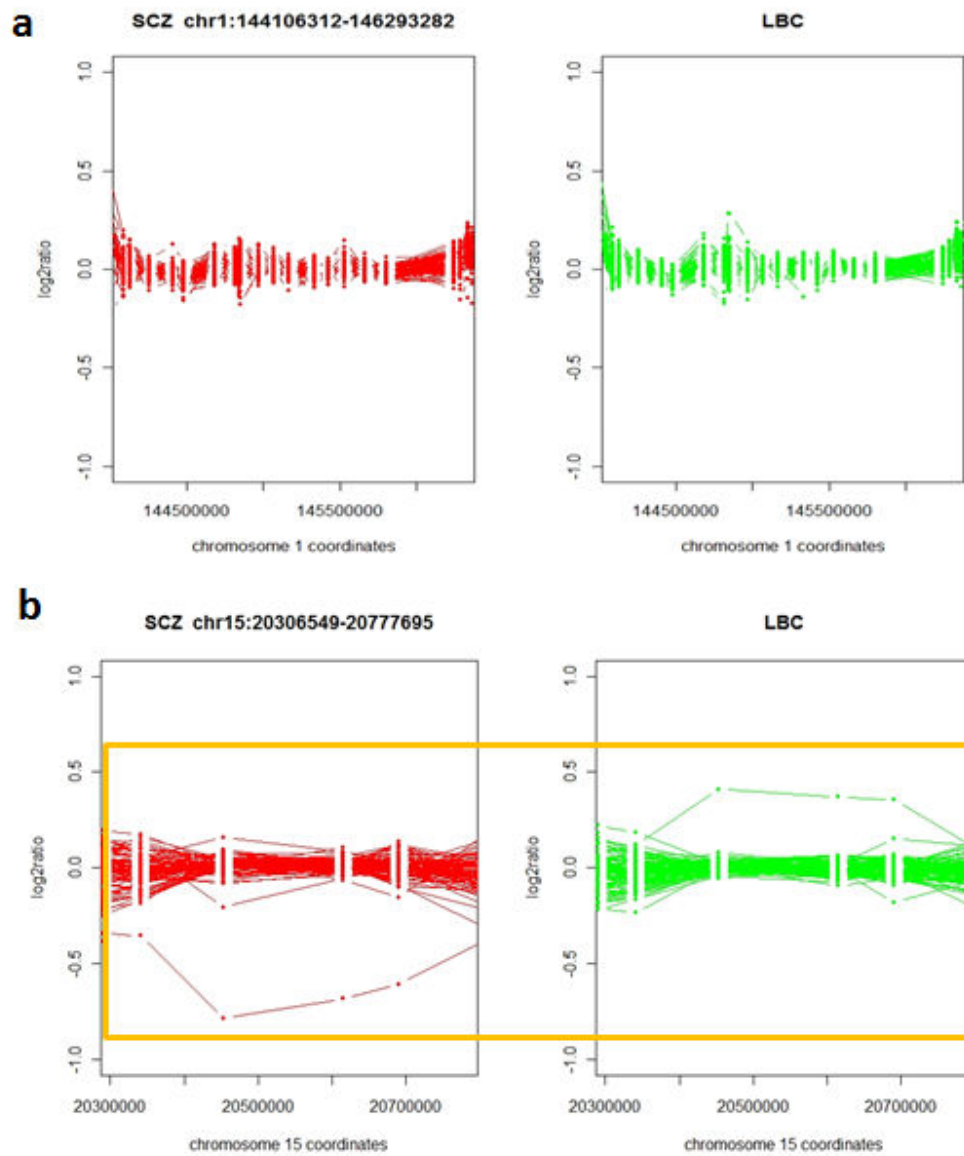 a
SCZ chr1:144106312-146293282
LBC
1.0
0.5
0.0
-0.5
-1.0
log2ratio
144500000 145500000
chromosome 1 coordinates
1.0
0.5
0.0
-0.5
-1.0
log2ratio
144500000 145500000
chromosome 1 coordinates
b
SCZ chr15:20306549-20777695
LBC
1.0
0.5
0.0
-0.5
-1.0
log2ratio
20300000 20500000 20700000
chromosome 15 coordinates
1.0
0.5
0.0
-0.5
-1.0
log2ratio
20300000 20500000 20700000
chromosome 15 coordinates